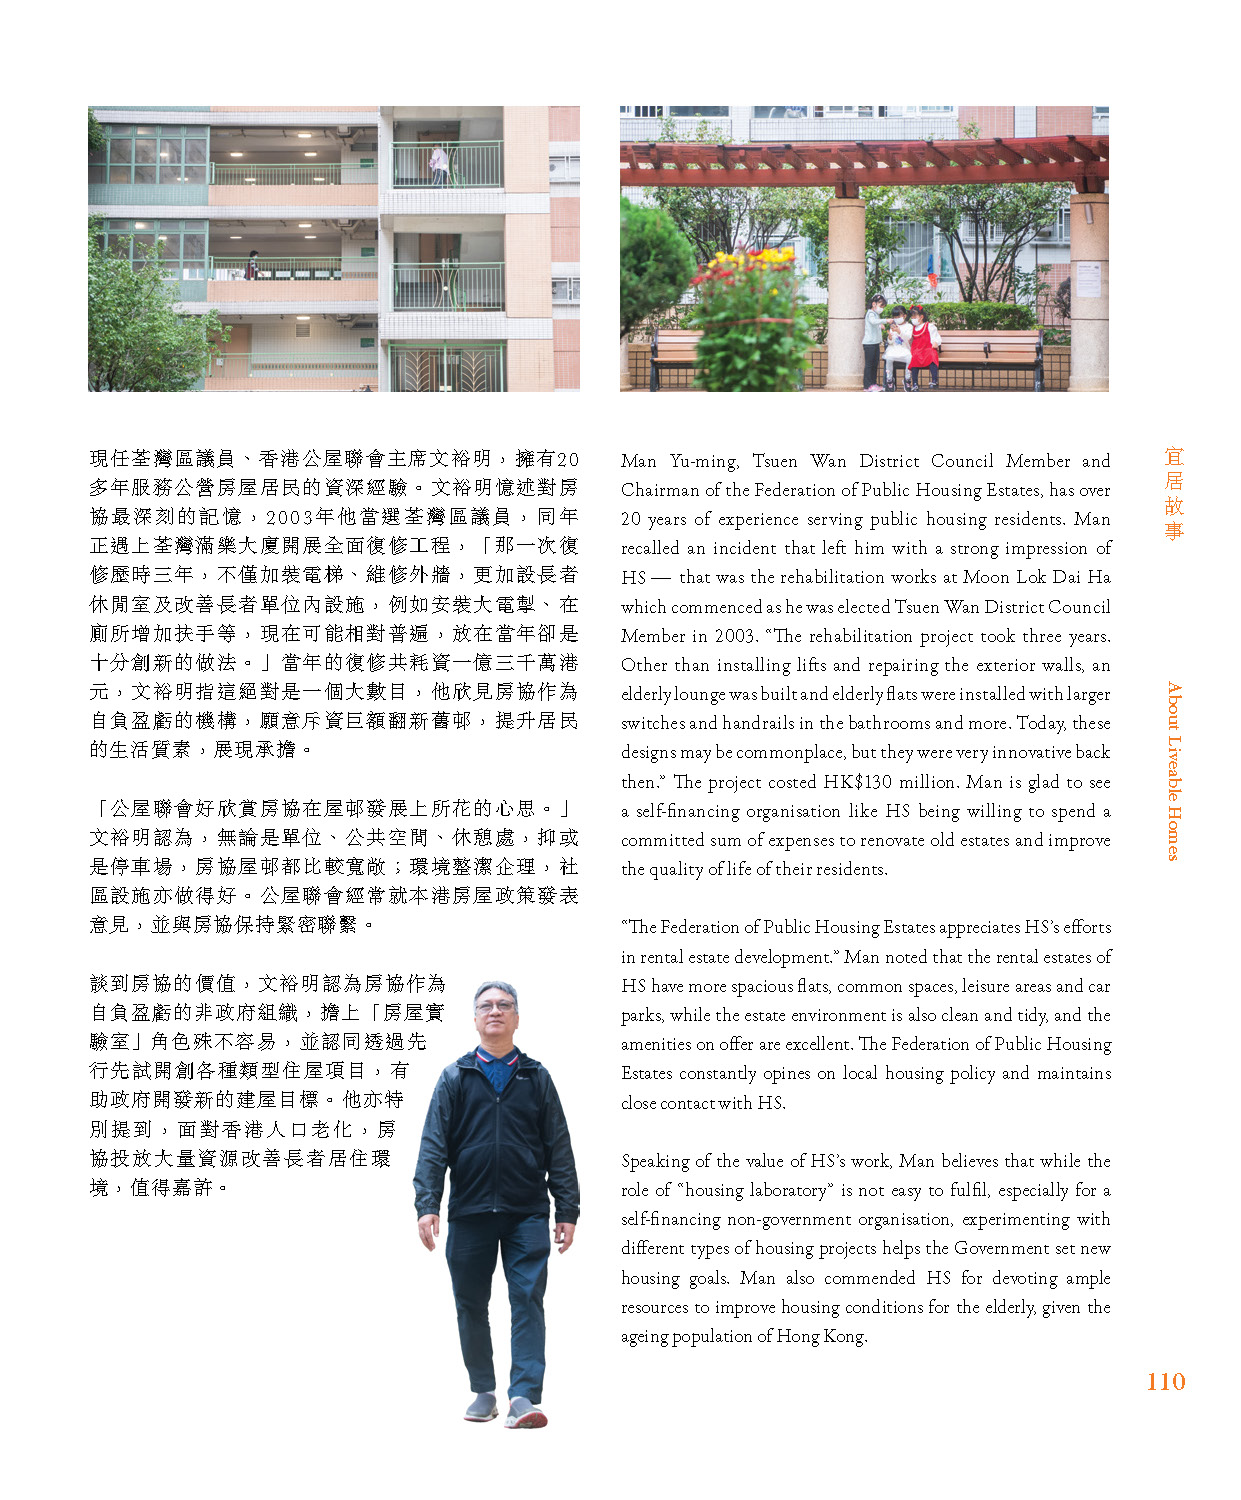 現任荃灣區議員、香港公屋聯會主席文裕明，擁有20
多年服務公營房屋居民的資深經驗。文裕明憶述對房
協最深刻的記憶，2003年他當選荃灣區議員，同年
正遇上荃灣滿樂大廈開展全面復修工程，「那一次復
修歷時三年，不僅加裝電梯、維修外牆，更加設長者
休閒室及改善長者單位內設施，例如安裝大電掣、在
廁所增加扶手等，現在可能相對普遍，放在當年卻是
十分創新的做法。」當年的復修共耗資一億三千萬港
元，文裕明指這絕對是一個大數目，他欣見房協作為
自負盈虧的機構，願意斥資巨額翻新舊邨，提升居民
的生活質素，展現承擔。
「公屋聯會好欣賞房協在屋邨發展上所花的心思。」
文裕明認為，無論是單位、公共空間、休憩處，抑或
是停車場，房協屋邨都比較寬敞；環境整潔企理，社
區設施亦做得好。公屋聯會經常就本港房屋政策發表
意見，並與房協保持緊密聯繫。
談到房協的價值，文裕明認為房協作為
自負盈虧的非政府組織，擔上「房屋實
驗室」角色殊不容易，並認同透過先
行先試開創各種類型住屋項目，有
助政府開發新的建屋目標。他亦特
別提到，面對香港人口老化，房
協投放大量資源改善長者居住環
境，值得嘉許。
Man Yu-ming, Tsuen Wan District Council Member and
Chairman of the Federation of Public Housing Estates, has over
20 years of experience serving public housing residents. Man
recalled an incident that left him with a strong impression of
HS — that was the rehabilitation works at Moon Lok Dai Ha
which commenced as he was elected Tsuen Wan District Council
Member in 2003. “The rehabilitation project took three years.
Other than installing lifts and repairing the exterior walls, an
elderly lounge was built and elderly flats were installed with larger
switches and handrails in the bathrooms and more. Today, these
designs may be commonplace, but they were very innovative back
then.” The project costed HK$130 million. Man is glad to see
a self-financing organisation like HS being willing to spend a
committed sum of expenses to renovate old estates and improve
the quality of life of their residents.
“The Federation of Public Housing Estates appreciates HS’s efforts
in rental estate development.” Man noted that the rental estates of
HS have more spacious flats, common spaces, leisure areas and car
parks, while the estate environment is also clean and tidy, and the
amenities on offer are excellent. The Federation of Public Housing
Estates constantly opines on local housing policy and maintains
close contact with HS.
Speaking of the value of HS’s work, Man believes that while the
role of “housing laboratory” is not easy to fulfil, especially for a
self-financing non-government organisation, experimenting with
different types of housing projects helps the Government set new
housing goals. Man also commended HS for devoting ample
resources to improve housing conditions for the elderly, given the
ageing population of Hong Kong.
宜居故事
About Liveable Homes
110